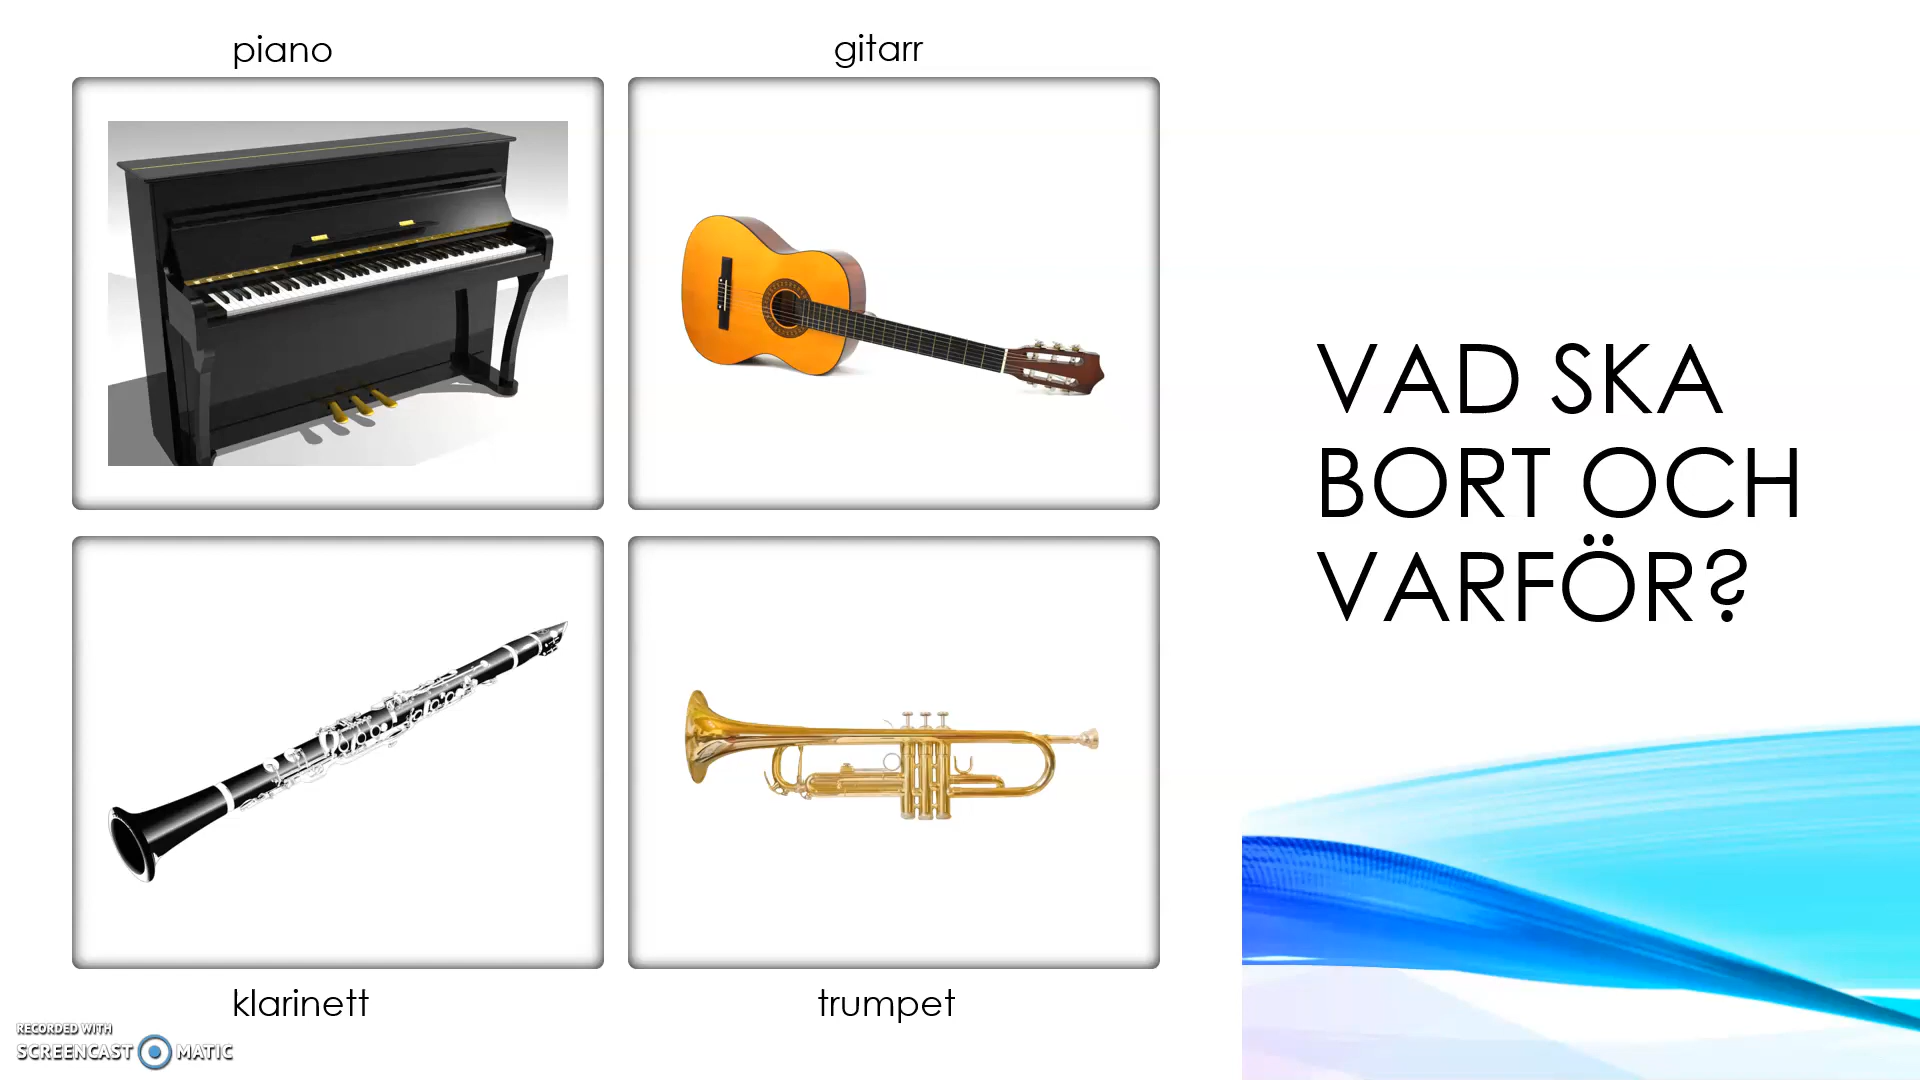 piano
gitarr
VAD SKA
BORT OCH
VARFÖR?
klarinett
trumpet
RECORDED WITH
SCREENCAST MATIC